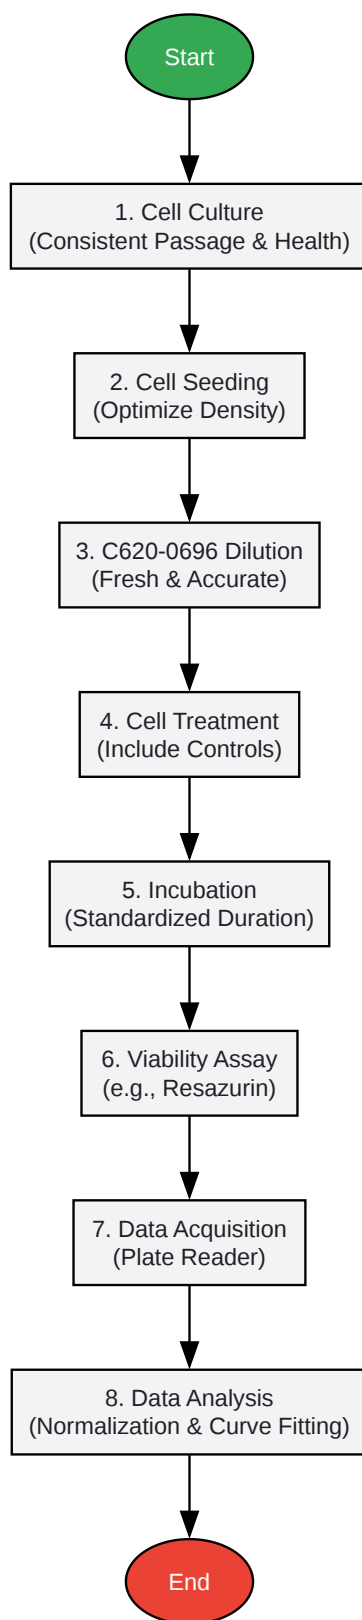 Start
1. Cell Culture
(Consistent Passage & Health)
2. Cell Seeding
(Optimize Density)
3. C620-0696 Dilution
(Fresh & Accurate)
4. Cell Treatment
(Include Controls)
5. Incubation
(Standardized Duration)
6. Viability Assay
(e.g., Resazurin)
7. Data Acquisition
(Plate Reader)
8. Data Analysis
(Normalization & Curve Fitting)
End